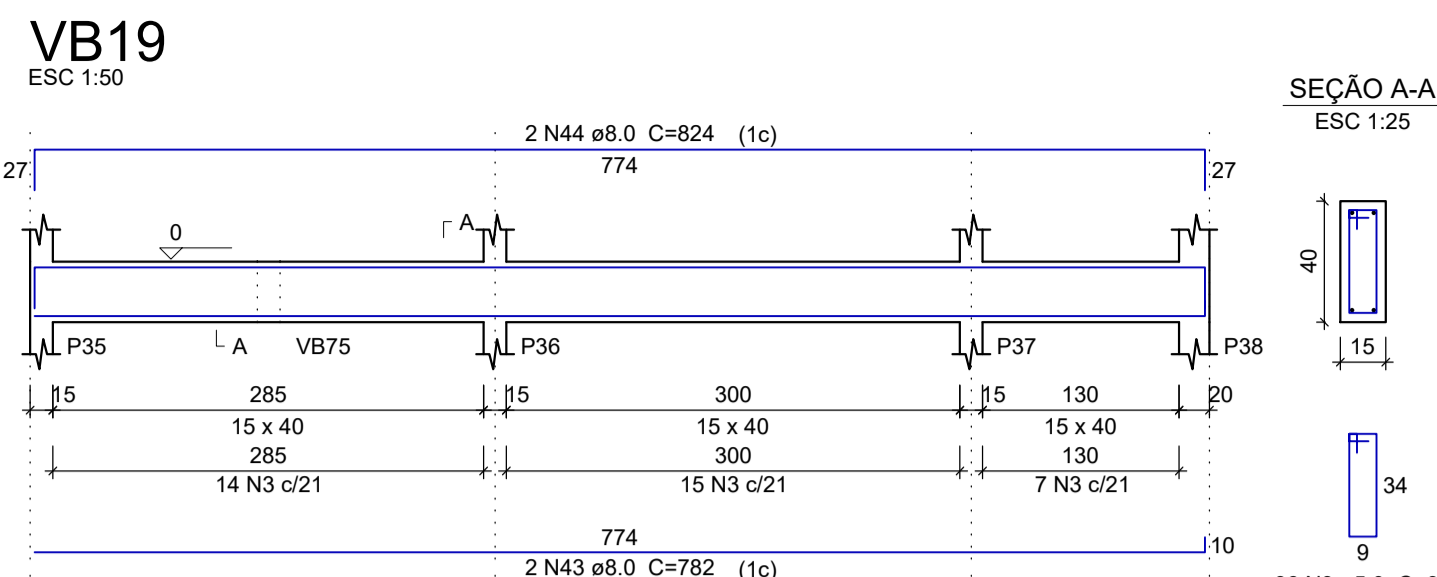 VB19
ESC 1:50
SEÇÃO A-A
ESC 1:25
2 N44 ø8.0 C=824 (1c)
27
774
27
0
A
40
P35
A
VB75
P36
P37
P38
15
15
285
15
300
15
130
20
15 x 40
15 x 40
15 x 40
285
300
130
14 N3 c/21
15 N3 c/21
7 N3 c/21
34
774
10
9
2 N43 ø8.0 C=782 (1c)